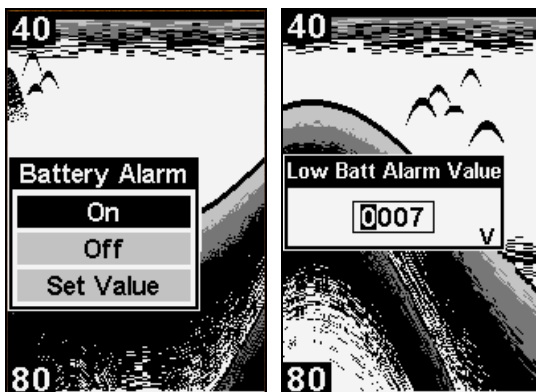 40
Battery Alarm
On
Off
Set Value
80
40
Low Batt Alarm Value
0007
V
80